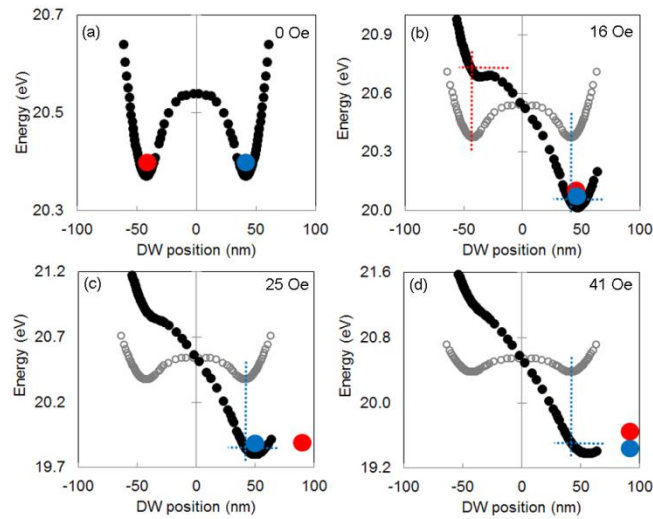 (a)
0 Oe
Energy (eV)
20.7
20.5
20.3
-100 -50 0 50 100
DW position (nm)
(b)
16 Oe
Energy (eV)
20.9
20.6
20.3
20.0
-100 -50 0 50 100
DW position (nm)
(c)
25 Oe
Energy (eV)
21.2
20.7
20.2
19.7
-100 -50 0 50 100
DW position (nm)
(d)
41 Oe
Energy (eV)
21.6
20.8
20.0
19.2
-100 -50 0 50 100
DW position (nm)